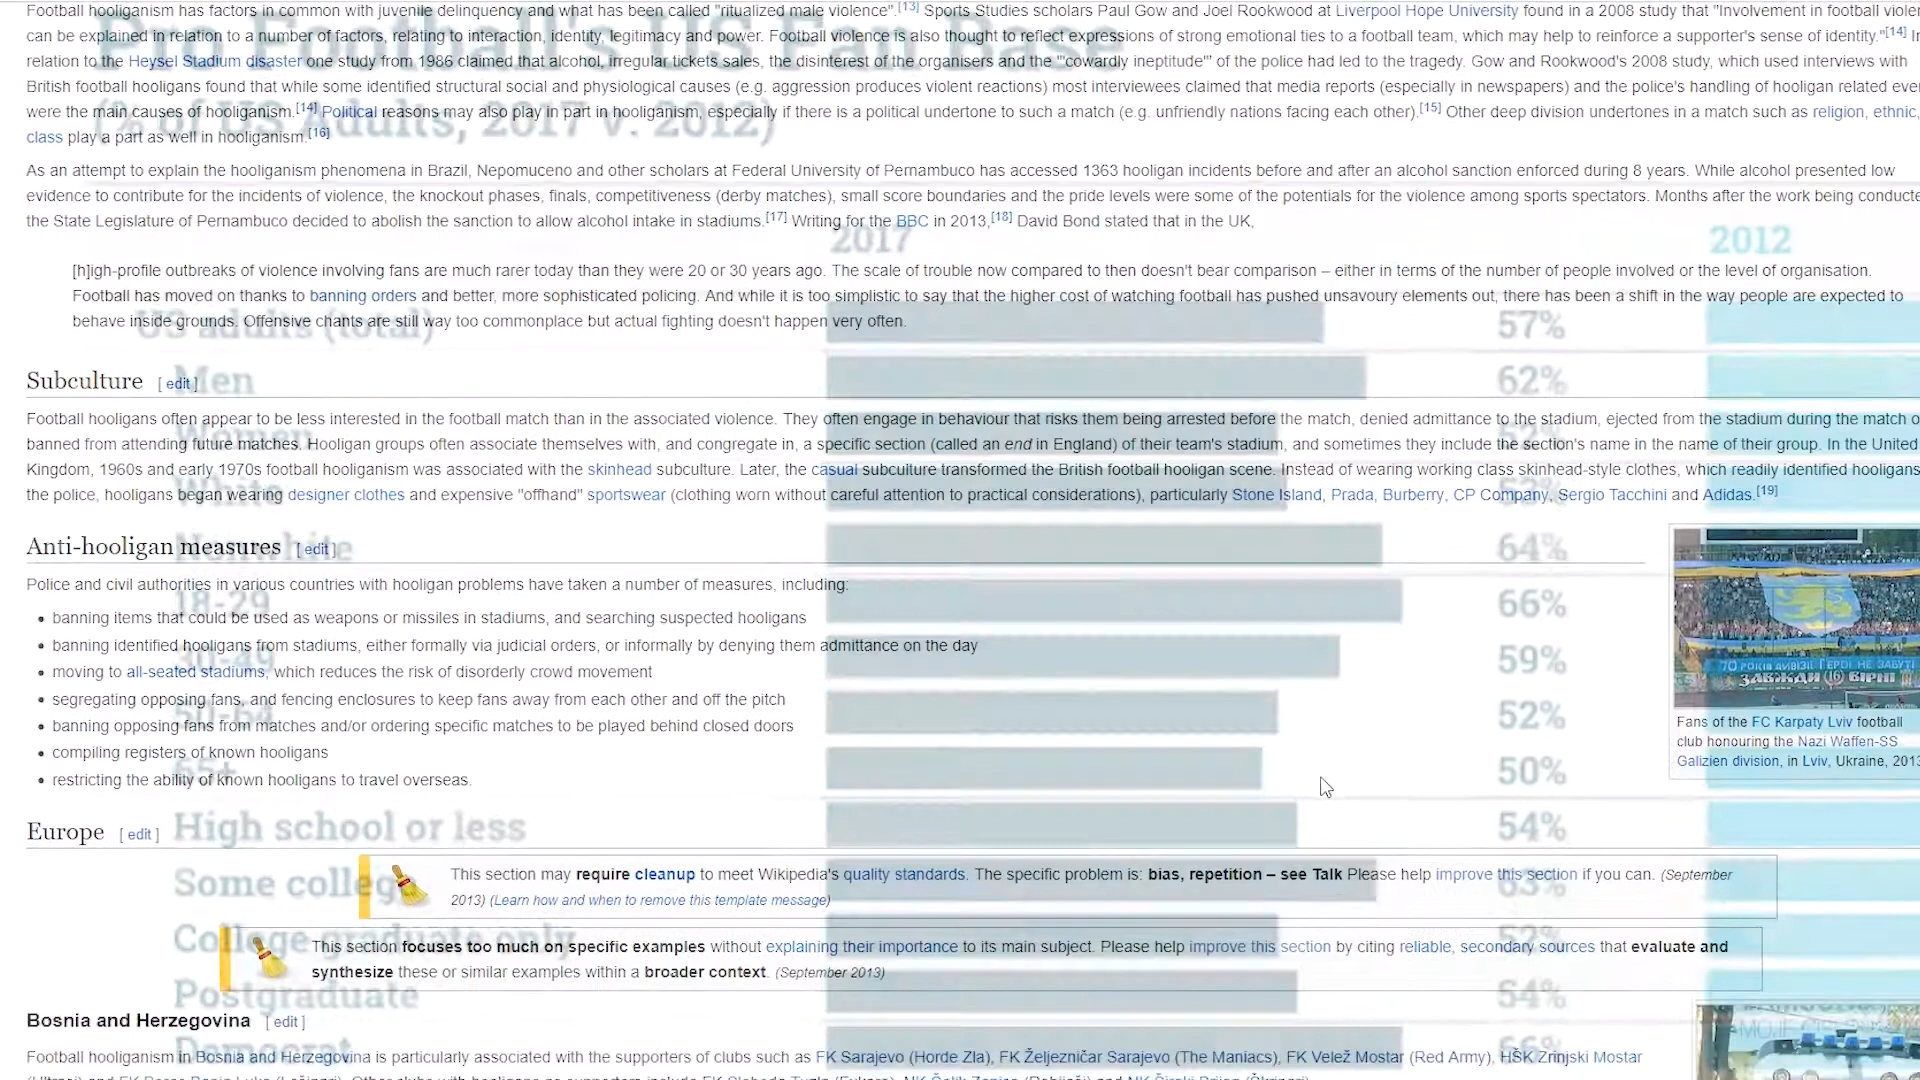 Football hooliganism has factors in common with juvenile delinquency and what has been called "ritualized male violence".[13] Sports Studies scholars Paul Gow and Joel Rookwood at Liverpool Hope University found in a 2008 study that "Involvement in football
can be explained in relation to a number of factors, relating to interaction, identity, legitimacy and power. Football violence is also thought to reflect expressions of strong emotional ties to a football team, which may help to reinforce a supporter's sense of identity."[14]
relation to the Heysel Stadium disaster one study from 1986 claimed that alcohol, irregular tickets sales, the disinterest of the organisers and the "'cowardly ineptitude'" of the police had led to the tragedy. Gow and Rookwood's 2008 study, which used interviews with
British football hooligans found that while some identified structural social and physiological causes (e.g. aggression produces violent reactions) most interviewees claimed that media reports (especially in newspapers) and the police's handling of hooligan related
were the main causes of hooliganism.[14] Political reasons may also play in part in hooliganism, especially if there is a political undertone to such a match (e.g. unfriendly nations facing each other).[15] Other deep division undertones in a match such as religion, ethnic,
class play a part as well in hooliganism.[16]
Pro Football's US Fan Base
(% of US Adults, 2017 v. 2012)
As an attempt to explain the hooliganism phenomena in Brazil, Nepomuceno and other scholars at Federal University of Pernambuco has accessed 1363 hooligan incidents before and after an alcohol sanction enforced during 8 years. While alcohol presented low
evidence to contribute for the incidents of violence, the knockout phases, finals, competitiveness (derby matches), small score boundaries and the pride levels were some of the potentials for the violence among sports spectators. Months after the work being
the State Legislature of Pernambuco decided to abolish the sanction to allow alcohol intake in stadiums.[17] Writing for the BBC in 2013,[18] David Bond stated that in the UK,
2017 2012
[h]igh-profile outbreaks of violence involving fans are much rarer today than they were 20 or 30 years ago. The scale of trouble now compared to then doesn't bear comparison – either in terms of the number of people involved or the level of organisation.
Football has moved on thanks to banning orders and better, more sophisticated policing. And while it is too simplistic to say that the higher cost of watching football has pushed unsavoury elements out, there has been a shift in the way people are expected to
behave inside grounds. Offensive chants are still way too commonplace but actual fighting doesn't happen very often.
US adults (total) 57%
Subculture [ edit ]
Men 62%
Football hooligans often appear to be less interested in the football match than in the associated violence. They often engage in behaviour that risks them being arrested before the match, denied admittance to the stadium, ejected from the stadium during the match
banned from attending future matches. Hooligan groups often associate themselves with, and congregate in, a specific section (called an end in England) of their team's stadium, and sometimes they include the section's name in the name of their group. In the United
Kingdom, 1960s and early 1970s football hooliganism was associated with the skinhead subculture. Later, the casual subculture transformed the British football hooligan scene. Instead of wearing working class skinhead-style clothes, which readily identified hooligans
the police, hooligans began wearing designer clothes and expensive "offhand" sportswear (clothing worn without careful attention to practical considerations), particularly Stone Island, Prada, Burberry, CP Company, Sergio Tacchini and Adidas.[19]
Women
White
Anti-hooligan measures [ edit ]
Nonwhite 64%
Police and civil authorities in various countries with hooligan problems have taken a number of measures, including:
18-29 66%
• banning items that could be used as weapons or missiles in stadiums, and searching suspected hooligans
• banning identified hooligans from stadiums, either formally via judicial orders, or informally by denying them admittance on the day
30-49 59%
• moving to all-seated stadiums, which reduces the risk of disorderly crowd movement
• segregating opposing fans, and fencing enclosures to keep fans away from each other and off the pitch
50-64 52%
• banning opposing fans from matches and/or ordering specific matches to be played behind closed doors
• compiling registers of known hooligans
65+ 50%
• restricting the ability of known hooligans to travel overseas.
ЗАВЖДИ ВІРНІ
Fans of the FC Karpaty Lviv football
club honouring the Nazi Waffen-SS
Galizien division, in Lviv, Ukraine, 2013
Europe [ edit ]
High school or less 54%
This section may require cleanup to meet Wikipedia's quality standards. The specific problem is: bias, repetition – see Talk Please help improve this section if you can. (September
2013) (Learn how and when to remove this template message)
Some college 63%
This section focuses too much on specific examples without explaining their importance to its main subject. Please help improve this section by citing reliable, secondary sources that evaluate and
synthesize these or similar examples within a broader context. (September 2013)
College graduate only 52%
Postgraduate 54%
Bosnia and Herzegovina [ edit ]
Democrat 66%
Football hooliganism in Bosnia and Herzegovina is particularly associated with the supporters of clubs such as FK Sarajevo (Horde Zla), FK Željezničar Sarajevo (The Maniacs), FK Velež Mostar (Red Army), HŠK Zrinjski Mostar